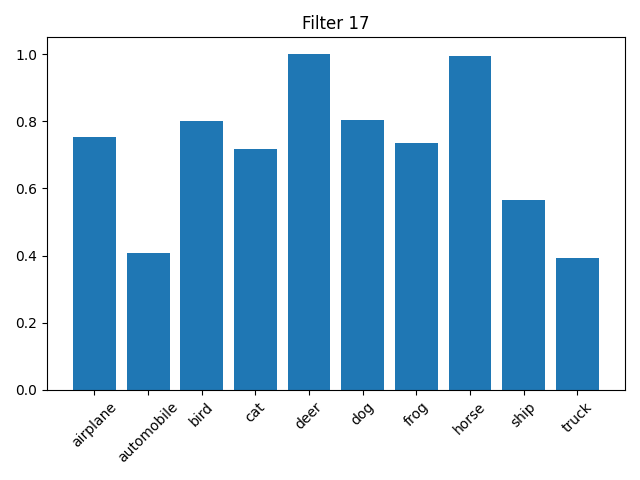 Filter 17
1.0
0.8
0.6
0.4
0.2
0.0
airplane
automobile
bird
cat
deer
dog
frog
horse
ship
truck